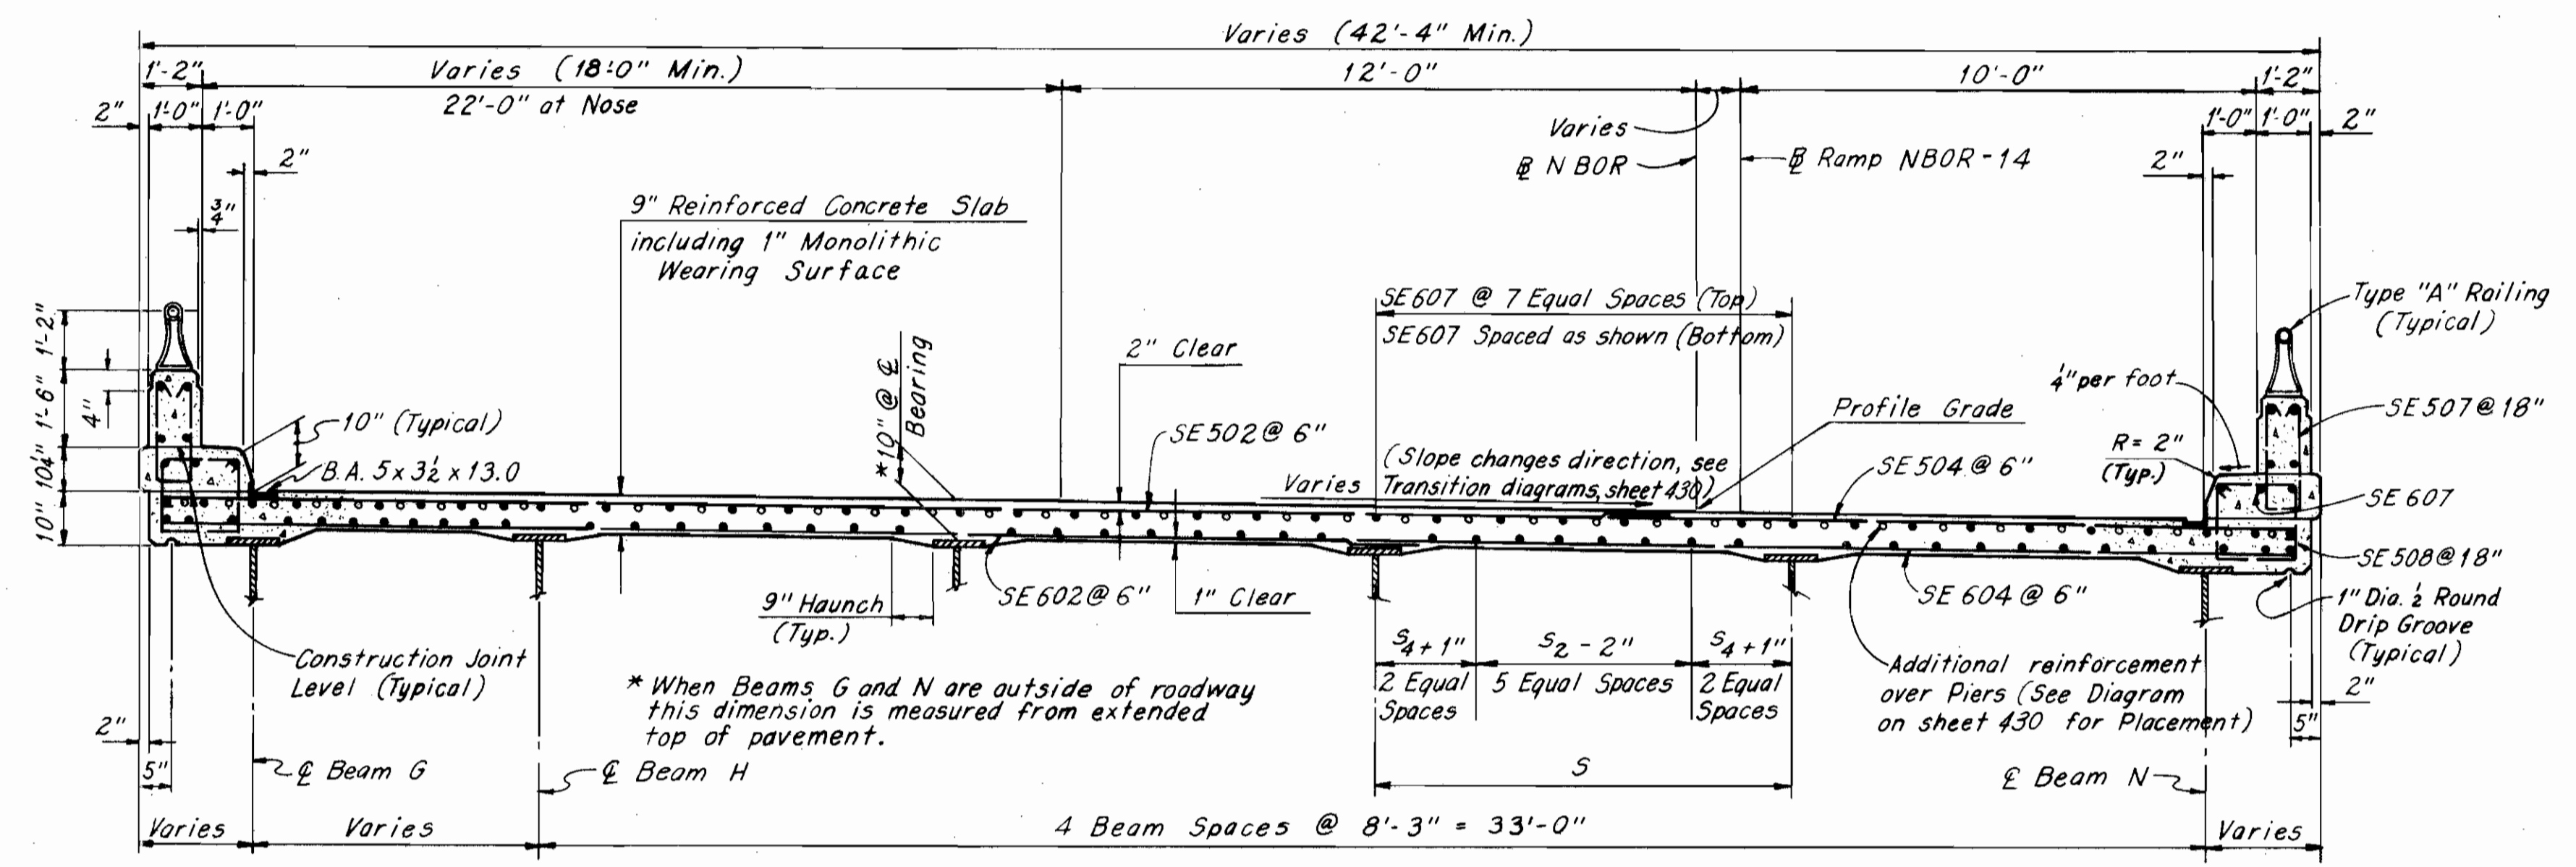 Varies (42'-4" Min.)
1'-2"
Varies (18'-0" Min.)
12'-0"
10'-0"
1'-2"
2"
1'-0"
1'-0"
22'-0" at Nose
Varies
1'-0"
1'-0"
2"
2"
℄ N BOR
℄ Ramp NBOR-14
2"
3/4"
9" Reinforced Concrete Slab
including 1" Monolithic
Wearing Surface
SE607 @ 7 Equal Spaces (Top)
SE607 Spaced as shown (Bottom)
Type "A" Railing
(Typical)
1'-2"
1'-6"
10 1/4"
10"
4"
10" (Typical)
B.A. 5 x 3 1/2 x 13.0
*10" @ ℄
Bearing
2" Clear
SE502 @ 6"
(Slope changes direction, see
Varies
Transition diagrams, sheet 430)
Profile Grade
1/4" per foot
SE504 @ 6"
R = 2"
(Typ.)
SE507 @ 18"
SE 607
SE508 @ 18"
9" Haunch
(Typ.)
SE602 @ 6"
1" Clear
SE 604 @ 6"
1" Dia. 1/2 Round
Drip Groove
(Typical)
Construction Joint
Level (Typical)
* When Beams G and N are outside of roadway
this dimension is measured from extended
top of pavement.
S4 + 1"
S2 - 2"
S4 + 1"
2 Equal
Spaces
5 Equal Spaces
2 Equal
Spaces
Additional reinforcement
over Piers (See Diagram
on sheet 430 for Placement)
2"
5"
2"
5"
℄ Beam G
℄ Beam H
S
℄ Beam N
Varies
Varies
4 Beam Spaces @ 8'-3" = 33'-0"
Varies